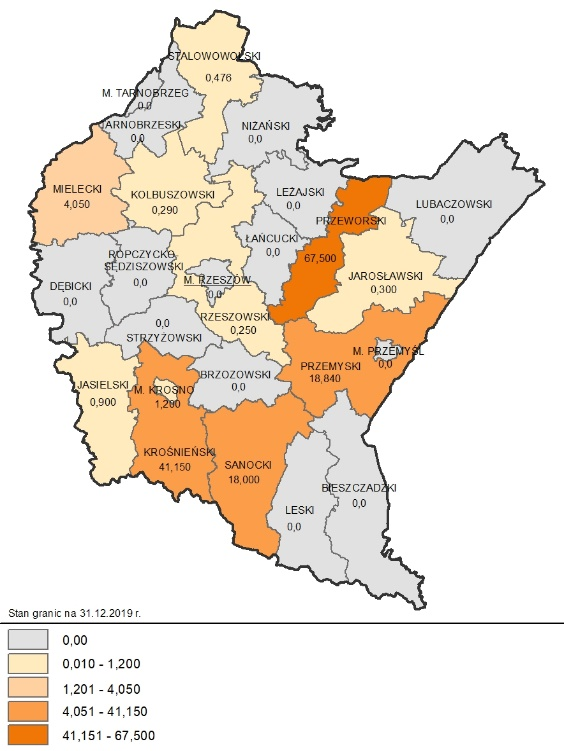 STALOWOWOLSKI
0,476
M. TARNOBRZEG
0,0
TARNOBRZESKI
0,0
NIŻAŃSKI
0,0
MIELECKI
4,050
KOLBUSZOWSKI
0,290
LEŻAJSKI
0,0
LUBACZOWSKI
0,0
PRZEWORSKI
67,500
ŁAŃCUCKI
0,0
ROPCZYCKO-
SĘDZISZOWSKI
0,0
DĘBICKI
0,0
M. RZESZÓW
0,0
JAROSŁAWSKI
0,300
RZESZOWSKI
0,250
0,0
STRZYŻOWSKI
M. PRZEMYŚL
0,0
PRZEMYSKI
18,840
BRZOZOWSKI
0,0
JASIELSKI
0,900
M. KROSNO
1,200
KROŚNIEŃSKI
41,150
SANOCKI
18,000
BIESZCZADZKI
0,0
LESKI
0,0
Stan granic na 31.12.2019 r.
0,00
0,010 - 1,200
1,201 - 4,050
4,051 - 41,150
41,151 - 67,500